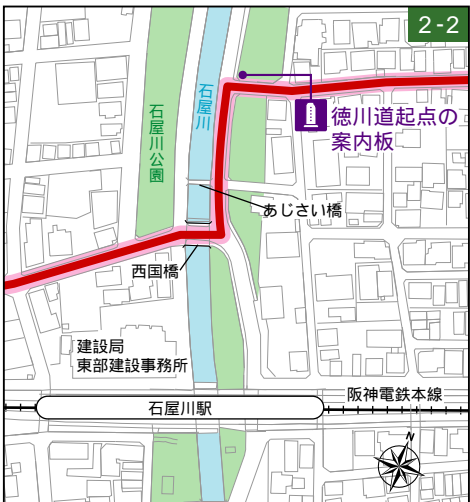 2-2
徳川道起点の
案内板
石屋川
石屋川公園
あじさい橋
西国橋
建設局
東部建設事務所
阪神電鉄本線
石屋川駅
N